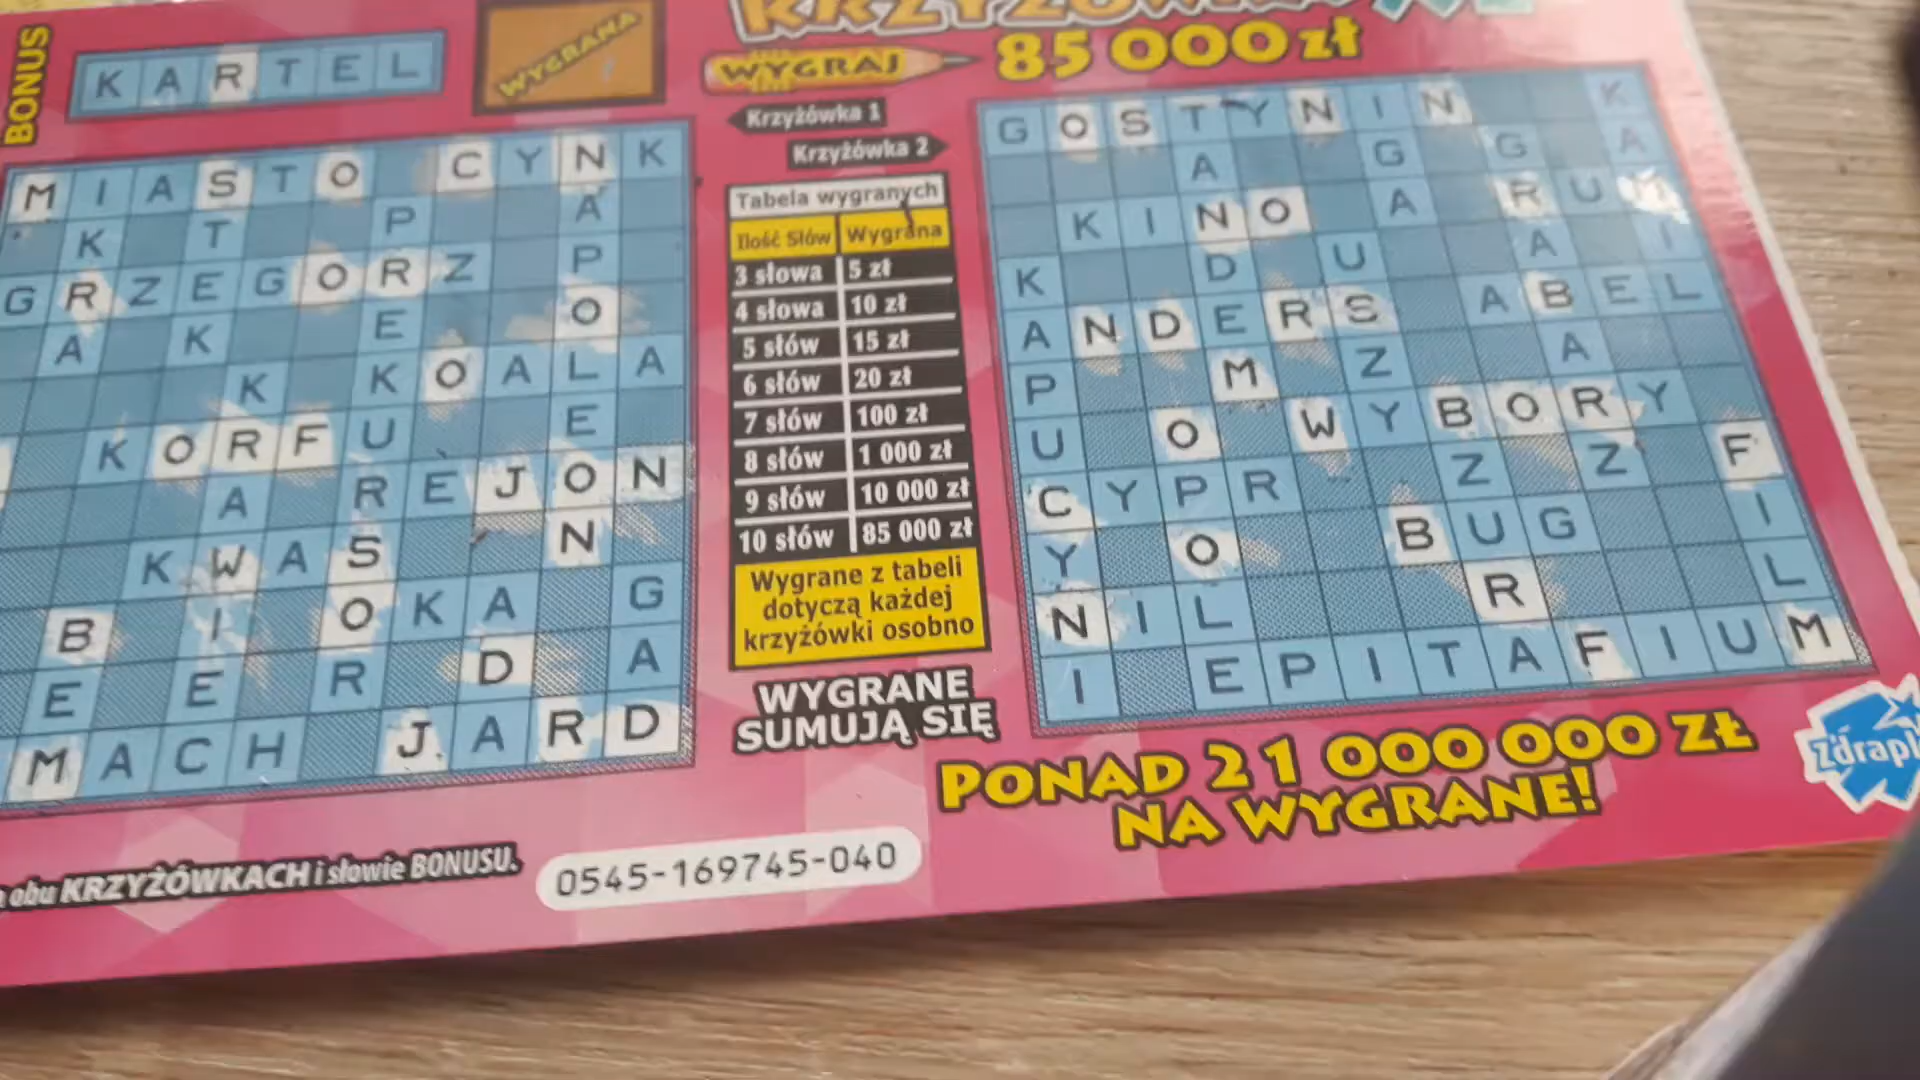 BONUS
KARTEL
WYGRANA
WYGRAJ 85 000 zł
Krzyżówka 1
Krzyżówka 2
Tabela wygranych
Ilość Słów Wygrana
3 słowa 5 zł
4 słowa 10 zł
5 słów 15 zł
6 słów 20 zł
7 słów 100 zł
8 słów 1 000 zł
9 słów 10 000 zł
10 słów 85 000 zł
Wygrane z tabeli
dotyczą każdej
krzyżówki osobno
WYGRANE
SUMUJĄ SIĘ
MIASTO CYNK
K T P A
GRZEGORZ P
A K E O
K KOALA
KORFU E
A REJON
KWAS N
B I OKA G
E E R D A
MACH JARD
GOSTYNIN K
A G G A
KINO A RUM
K D U A I
ANDERS ABEL
P M Z A
U O WYBORY
CYPR Z Z F
Y O BUG I
NIL R L
I EPITAFIUM
PONAD 21 000 000 ZŁ
NA WYGRANE!
obu KRZYŻÓWKACH i słowie BONUSU.
0545-169745-040